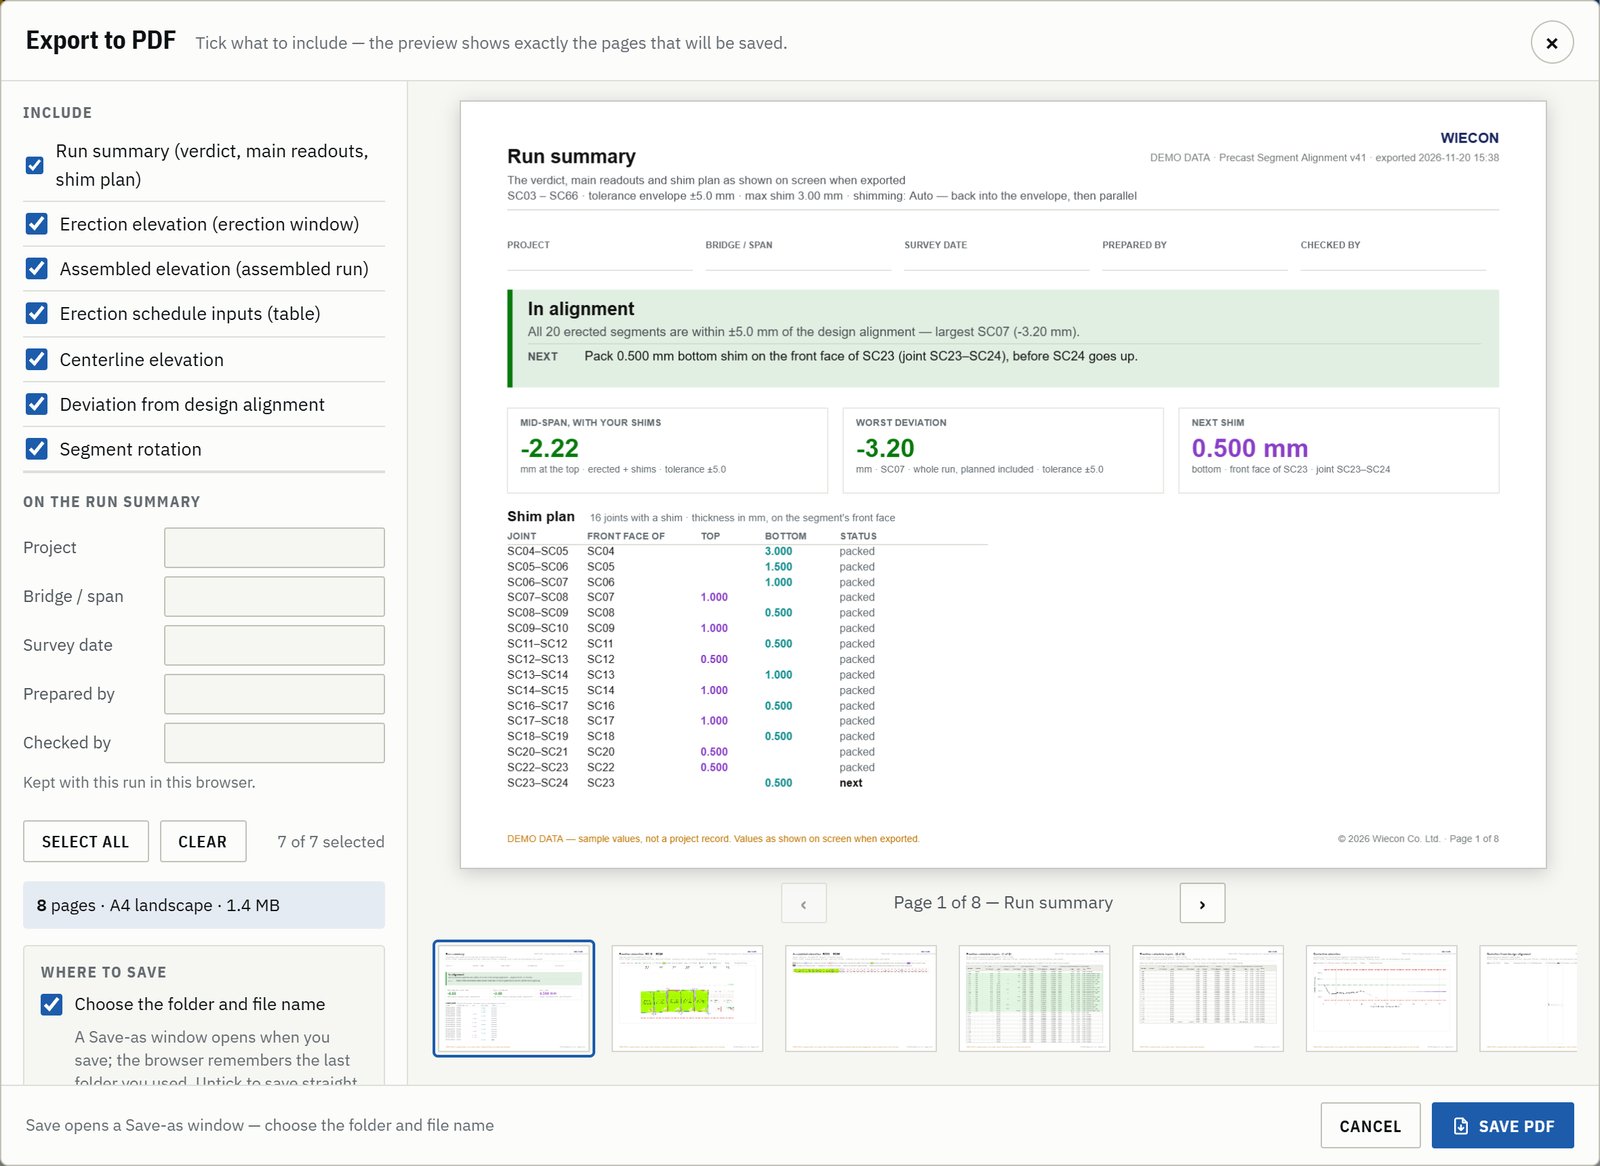 Export to PDF Tick what to include — the preview shows exactly the pages that will be saved.
×
INCLUDE
Run summary (verdict, main readouts,
shim plan)
Erection elevation (erection window)
Assembled elevation (assembled run)
Erection schedule inputs (table)
Centerline elevation
Deviation from design alignment
Segment rotation
ON THE RUN SUMMARY
Project
Bridge / span
Survey date
Prepared by
Checked by
Kept with this run in this browser.
SELECT ALL CLEAR 7 of 7 selected
8 pages · A4 landscape · 1.4 MB
WHERE TO SAVE
Choose the folder and file name
A Save-as window opens when you
save; the browser remembers the last
folder you used. Untick to save straight
WIECON
Run summary
DEMO DATA · Precast Segment Alignment v41 · exported 2026-11-20 15:38
The verdict, main readouts and shim plan as shown on screen when exported
SC03 – SC66 · tolerance envelope ±5.0 mm · max shim 3.00 mm · shimming: Auto — back into the envelope, then parallel
PROJECT BRIDGE / SPAN SURVEY DATE PREPARED BY CHECKED BY
In alignment
All 20 erected segments are within ±5.0 mm of the design alignment — largest SC07 (-3.20 mm).
NEXT Pack 0.500 mm bottom shim on the front face of SC23 (joint SC23–SC24), before SC24 goes up.
MID-SPAN, WITH YOUR SHIMS
-2.22
mm at the top · erected + shims · tolerance ±5.0
WORST DEVIATION
-3.20
mm · SC07 · whole run, planned included · tolerance ±5.0
NEXT SHIM
0.500 mm
bottom · front face of SC23 · joint SC23–SC24
Shim plan 16 joints with a shim · thickness in mm, on the segment's front face
JOINT FRONT FACE OF TOP BOTTOM STATUS
SC04–SC05 SC04 3.000 packed
SC05–SC06 SC05 1.500 packed
SC06–SC07 SC06 1.000 packed
SC07–SC08 SC07 1.000 packed
SC08–SC09 SC08 0.500 packed
SC09–SC10 SC09 1.000 packed
SC11–SC12 SC11 0.500 packed
SC12–SC13 SC12 0.500 packed
SC13–SC14 SC13 1.000 packed
SC14–SC15 SC14 1.000 packed
SC16–SC17 SC16 0.500 packed
SC17–SC18 SC17 1.000 packed
SC18–SC19 SC18 0.500 packed
SC20–SC21 SC20 0.500 packed
SC22–SC23 SC22 0.500 packed
SC23–SC24 SC23 0.500 next
DEMO DATA — sample values, not a project record. Values as shown on screen when exported.
© 2026 Wiecon Co. Ltd. · Page 1 of 8
‹ Page 1 of 8 — Run summary ›
Save opens a Save-as window — choose the folder and file name
CANCEL SAVE PDF